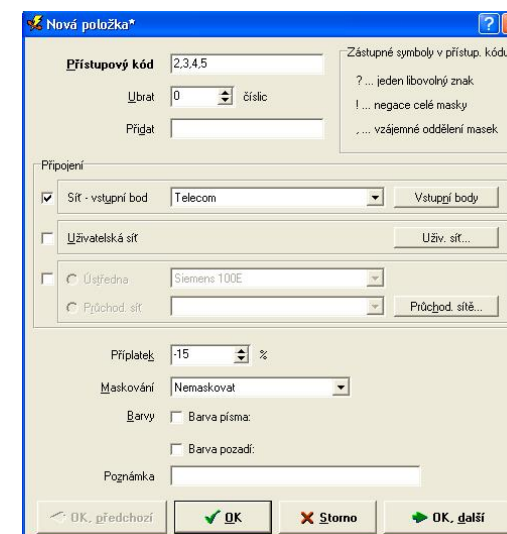 Nová položka*
Zástupné symboly v přístup. kódu
Přístupový kód 2,3,4,5
? ... jeden libovolný znak
Ubrat 0 číslic
! ... negace celé masky
Přidat
, ... vzájemné oddělení masek
Připojení
Síť - vstupní bod Telecom Vstupní body
Uživatelská síť Uživ. síť...
Ústředna Siemens 100E
Průchod. síť Průchod. sítě...
Příplatek -15 %
Maskování Nemaskovat
Barvy Barva písma:
Barva pozadí:
Poznámka
OK, předchozí OK Storno OK, další